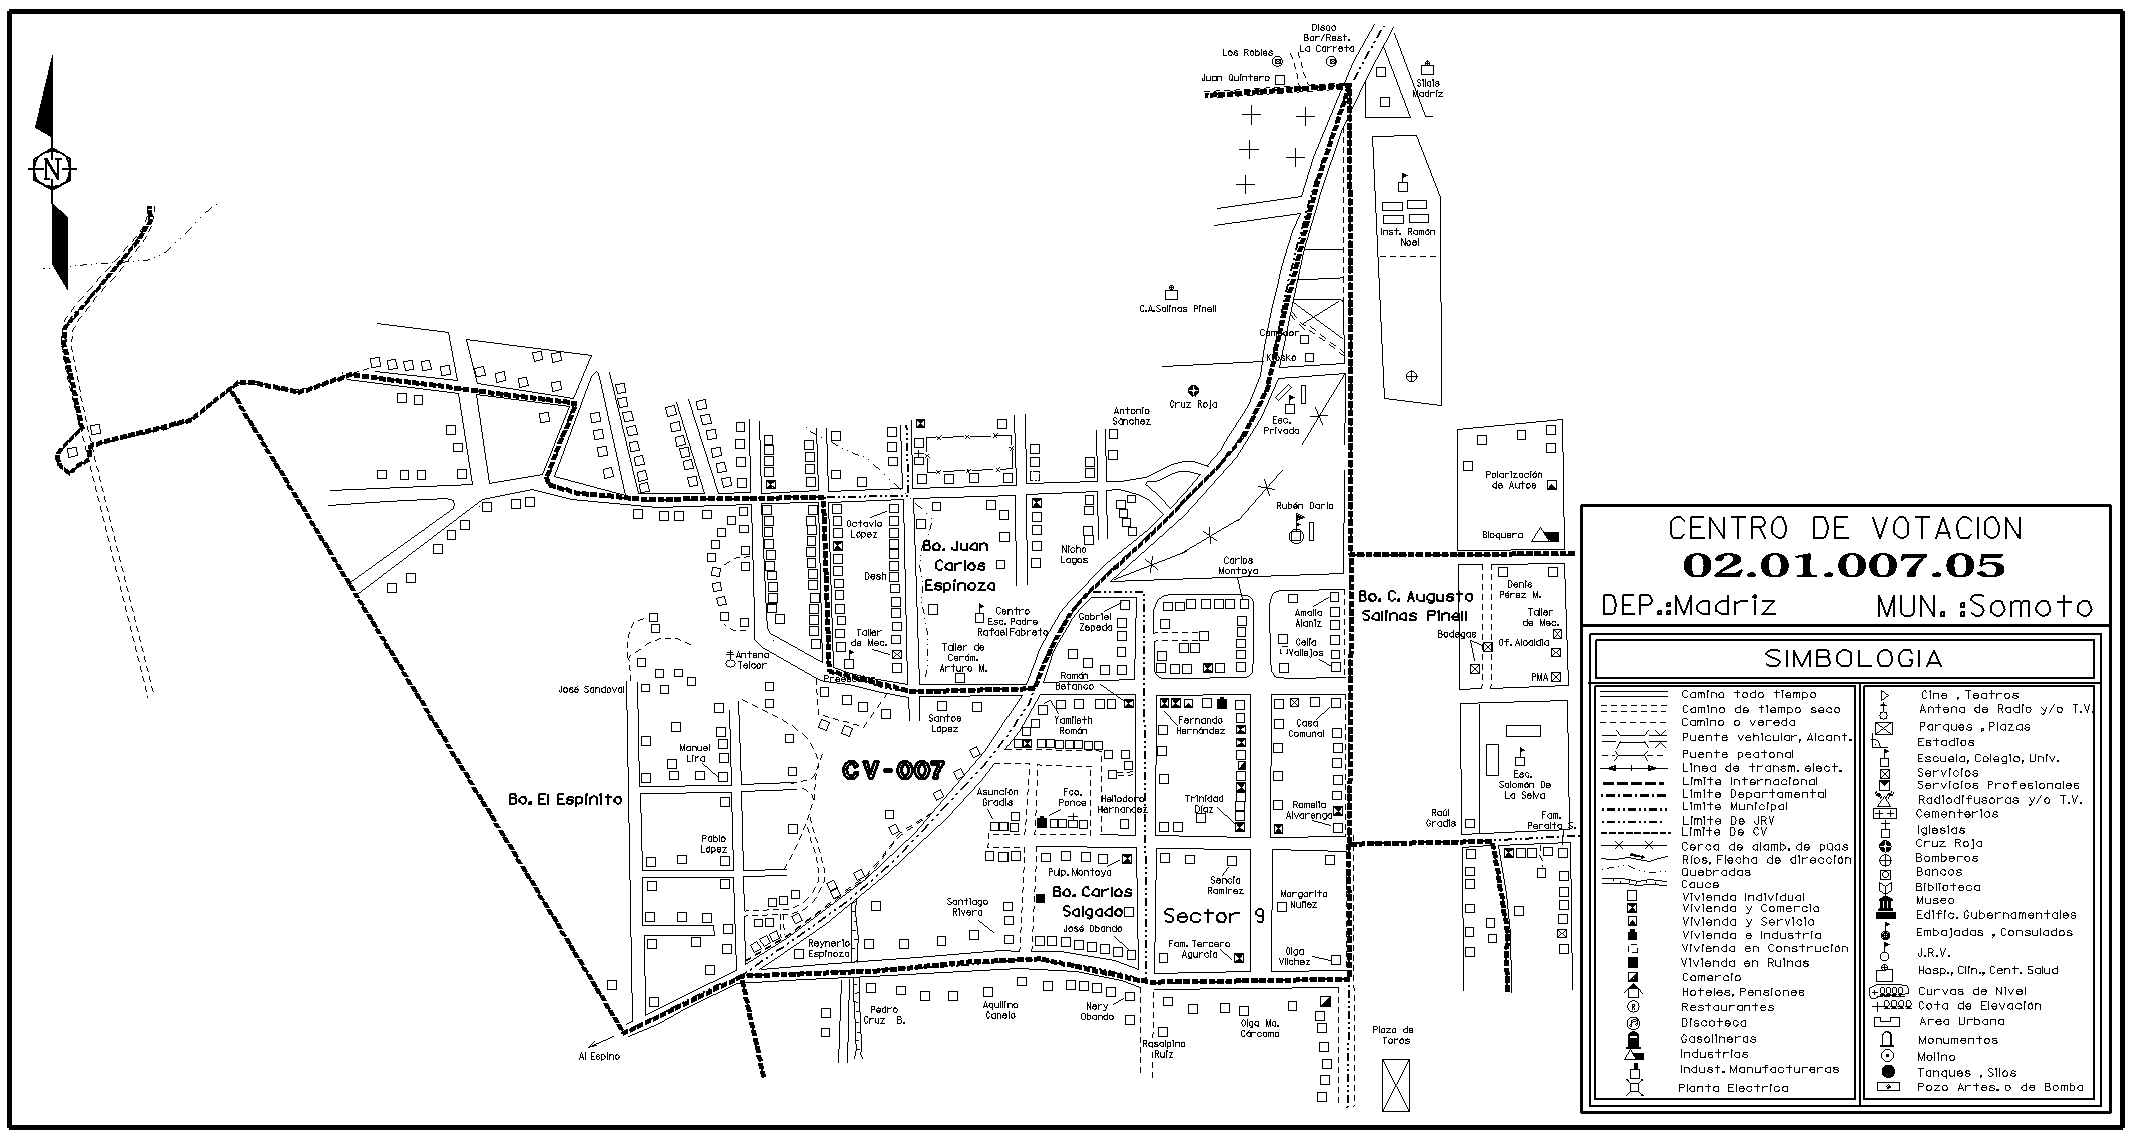 Disco
Bar/Rest.
La Carreta
Los Robles
Juan Quintero
Silais
Madriz
N
Inst. Ramón
Noel
C.A.Salinas Pinell
Comedor
Kiosko
Cruz Roja
Esc.
Privada
Antonio
Sánchez
Polarización
de Autos
Rubén Dario
Bloquera
Octavio
López
Bo. Juan
Carlos
Espinoza
Nicho
Lagos
Carlos
Montoya
Desh
Denis
Pérez M.
Bo. C. Augusto
Salinas Pinell
Taller
de Mec.
Bodegas
Of. Alcaldia
PMA
Centro
Esc. Padre
Rafael Fabreto
Gabriel
Zepeda
Amalia
Alaniz
Celia
Vallejos
Taller
de Mec.
Taller de
Cerám.
Arturo M.
Antena
Telcor
José Sandoval
Ramón
Betanco
Santos
López
Yamileth
Román
Fernando
Hernández
Casa
Comunal
Manuel
Lira
CV-007
Bo. El Espinito
Asunción
Gradis
Fco.
Ponce
Heliodoro
Hernandez
Trinidad
Díaz
Ramelia
Alvarenga
Esc.
Salomón De
La Selva
Raúl
Gradis
Fam.
Peralta S.
Pablo
López
Pulp. Montoya
Bo. Carlos
Salgado
Sancia
Ramirez
Margarita
Nuñez
Santiago
Rivera
Sector 9
José Obando
Reynerio
Espinoza
Fam. Tercero
Agurcia
Olga
Vilchez
Pedro
Cruz B.
Aquilino
Canelo
Nery
Obando
Olga Ma.
Cárcamo
Rosalpina
Ruíz
Plaza de
Toros
Al Espino
CENTRO DE VOTACION
02.01.007.05
DEP.:Madriz MUN. :Somoto
SIMBOLOGIA
Camino todo tiempo
Camino de tiempo seco
Camino o vereda
Puente vehicular, Alcant.
Puente peatonal
Linea de transm. elect.
Limite Internacional
Limite Departamental
Limite Municipal
Limite De JRV
Limite De CV
Cerca de alamb. de púas
Ríos, Flecha de dirección
Quebradas
Cauce
Vivienda Individual
Vivienda y Comercio
Vivienda y Servicio
Vivienda e Industria
Vivienda en Construción
Vivienda en Ruinas
Comercio
Hoteles, Pensiones
Restaurantes
Discoteca
Gasolineras
Industrias
Indust. Manufactureras
Planta Electrica
Cine , Teatros
Antena de Radio y/o T.V.
Parques , Plazas
Estadios
Escuela, Colegio, Univ.
Servicios
Servicios Profesionales
Radiodifusoras y/o T.V.
Cementerios
Iglesias
Cruz Roja
Bomberos
Bancos
Biblioteca
Museo
Edific. Gubernamentales
Embajadas , Consulados
J.R.V.
Hosp., Clin., Cent. Salud
Curvas de Nivel
Cota de Elevación
Area Urbana
Monumentos
Molino
Tanques , Silos
Pozo Artes. o de Bomba